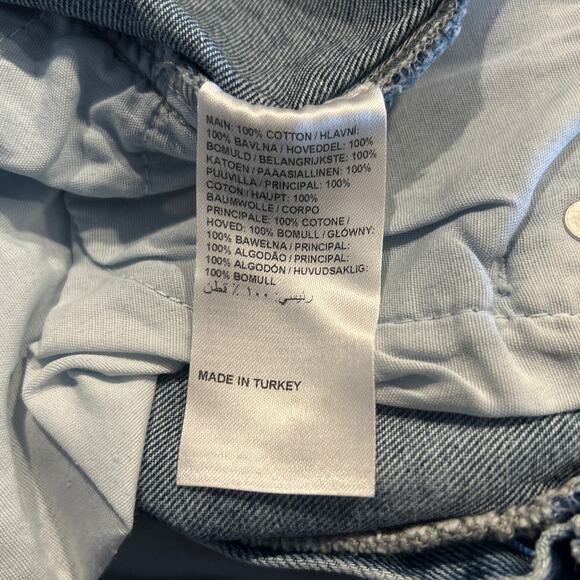 MAIN: 100% COTTON / HLAVNÍ:
100% BAVLNA / HOVEDDEL: 100%
BOMULD / BELANGRIJKSTE: 100%
KATOEN / PÄÄASIALLINEN: 100%
PUUVILLA / PRINCIPAL: 100%
COTON / HAUPT: 100%
BAUMWOLLE / CORPO
PRINCIPALE: 100% COTONE /
HOVED: 100% BOMULL / GŁÓWNY:
100% BAWEŁNA / PRINCIPAL:
100% ALGODÃO / PRINCIPAL:
100% ALGODÓN / HUVUDSAKLIG:
100% BOMULL
رئيسي: ١٠٠ ٪ قطن
MADE IN TURKEY